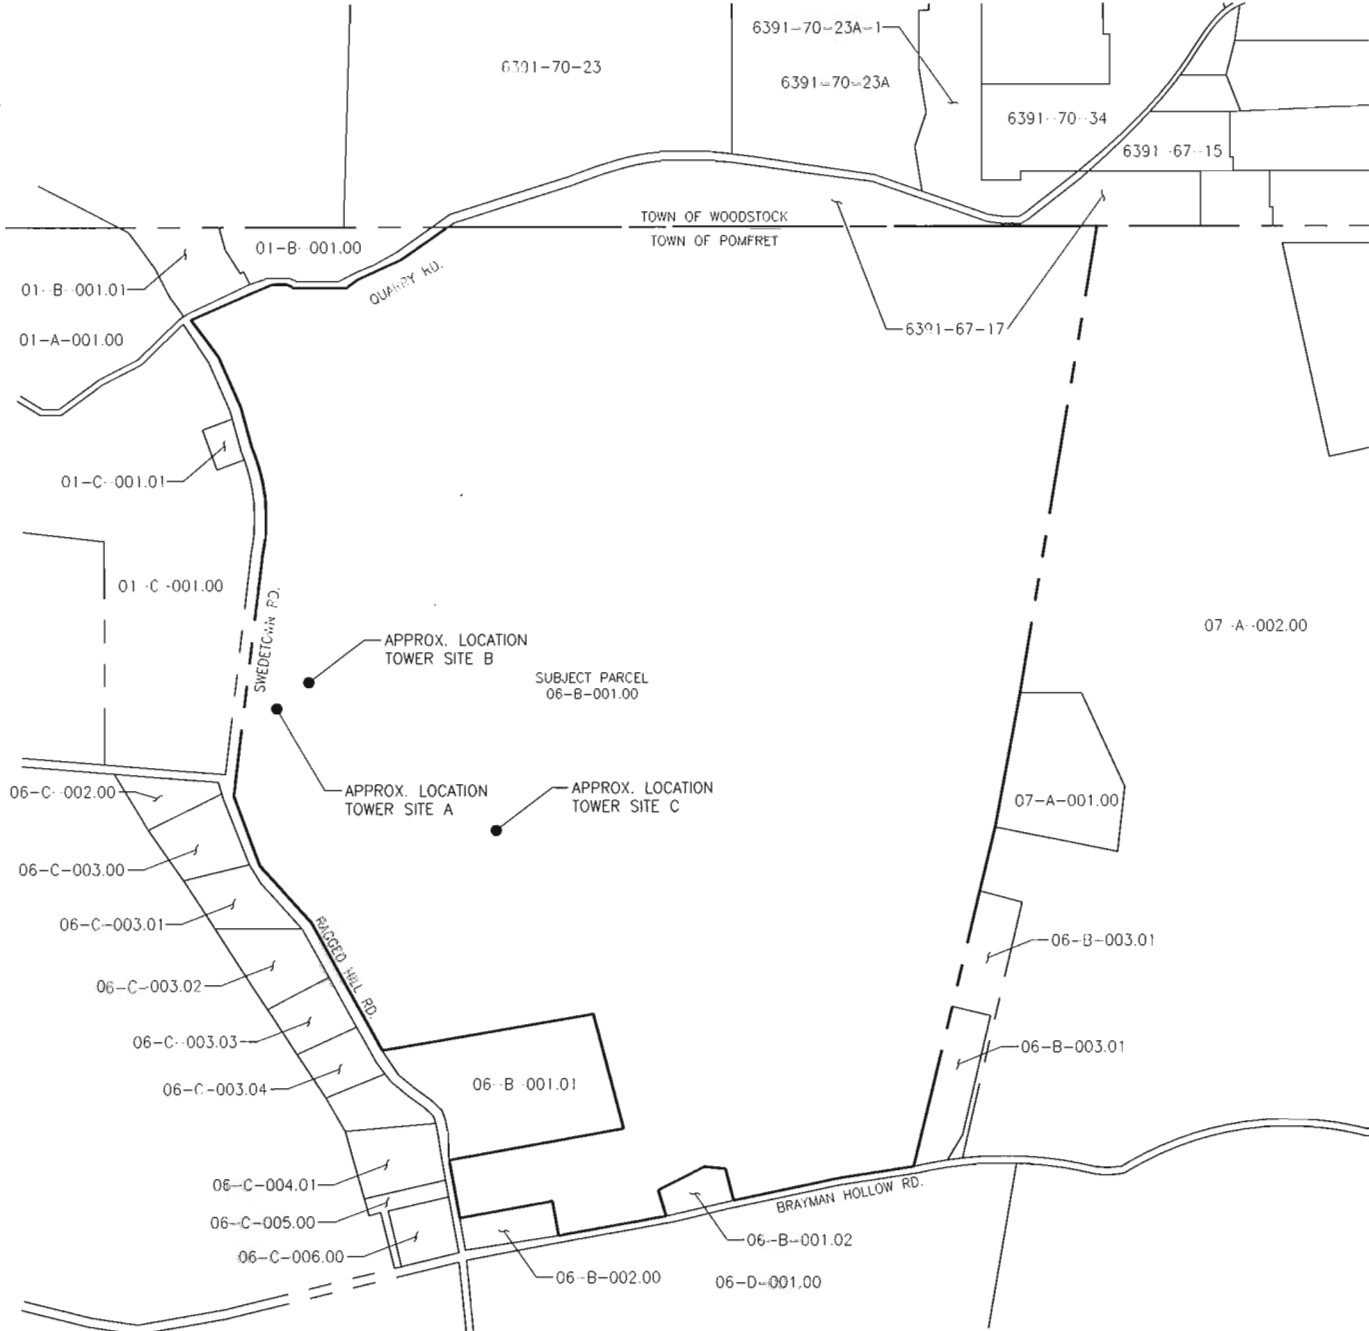 6391-70-23A-1
6391-70-23
6391-70-23A
6391-70-34
6391-67-15
TOWN OF WOODSTOCK
TOWN OF POMFRET
01-B-001.00
QUARRY RD.
01-B-001.01
6391-67-17
01-A-001.00
01-C-001.01
01-C-001.00
SWEDETOWN RD.
07-A-002.00
APPROX. LOCATION
TOWER SITE B
SUBJECT PARCEL
06-B-001.00
APPROX. LOCATION
TOWER SITE A
APPROX. LOCATION
TOWER SITE C
06-C-002.00
07-A-001.00
06-C-003.00
06-C-003.01
RAGGED HILL RD.
06-B-003.01
06-C-003.02
06-C-003.03
06-B-003.01
06-C-003.04
06-B-001.01
06-C-004.01
BRAYMAN HOLLOW RD.
06-C-005.00
06-B-001.02
06-C-006.00
06-B-002.00
06-D-001.00